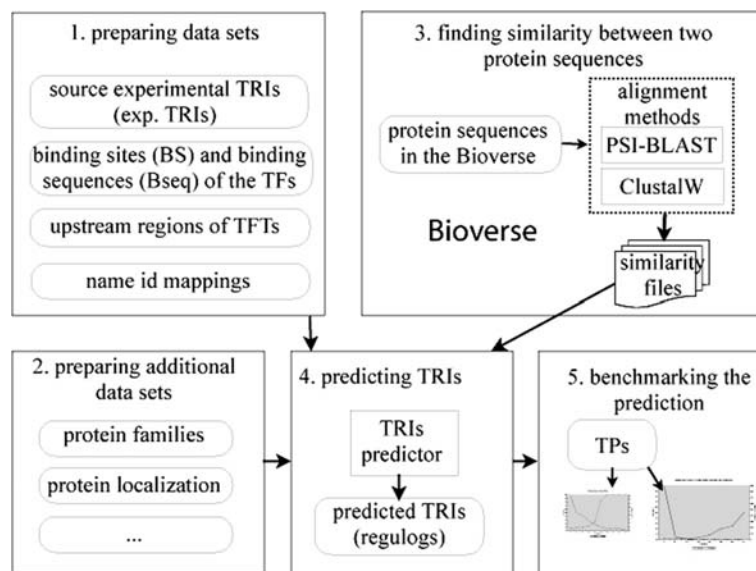 1. preparing data sets
source experimental TRIs
(exp. TRIs)
binding sites (BS) and binding
sequences (Bseq) of the TFs
upstream regions of TFTs
name id mappings
3. finding similarity between two
protein sequences
alignment
methods
protein sequences
in the Bioverse
PSI-BLAST
ClustalW
Bioverse
similarity
files
2. preparing additional
data sets
protein families
protein localization
...
4. predicting TRIs
TRIs
predictor
predicted TRIs
(regulogs)
5. benchmarking the
prediction
TPs